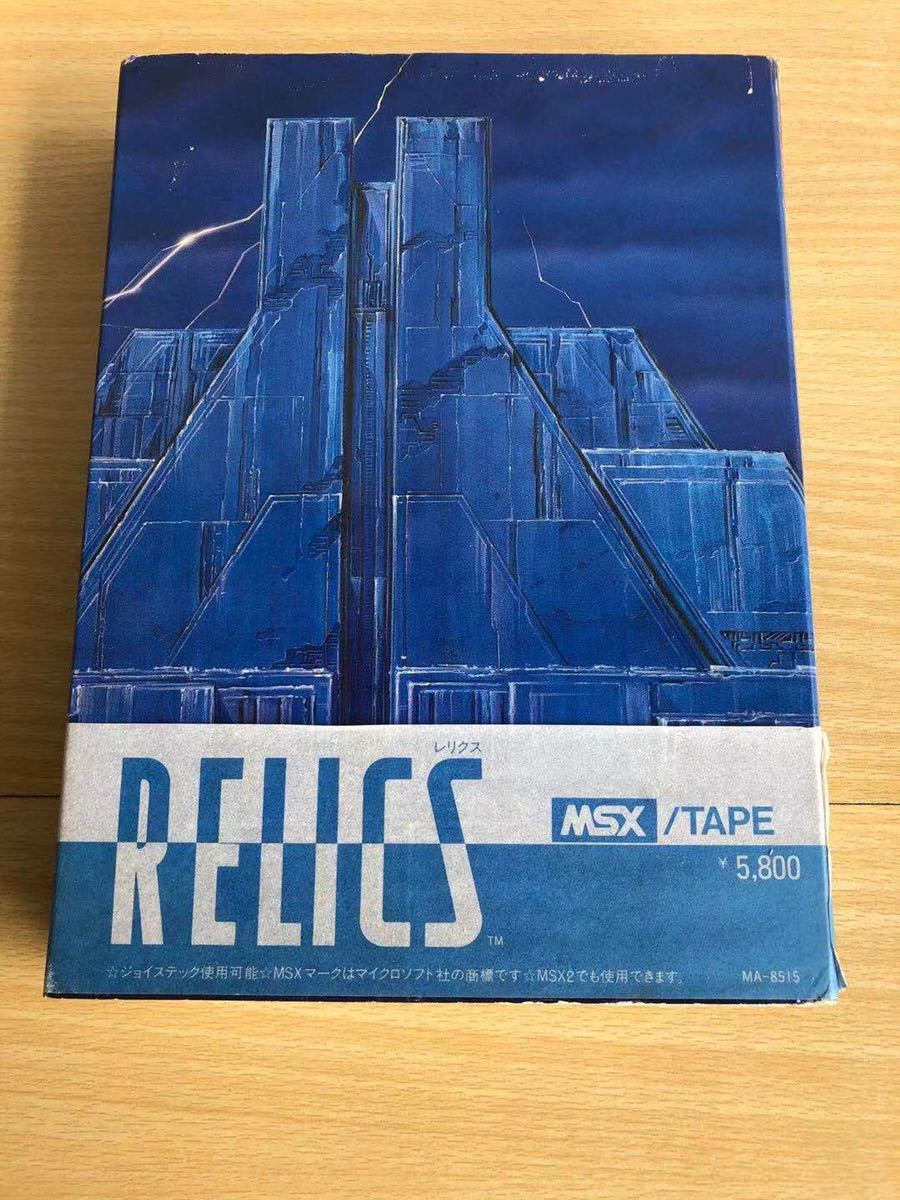 レリクス
RELICS
TM
MSX /TAPE
¥ 5,800
☆ジョイステック使用可能☆MSXマークはマイクロソフト社の商標です☆MSX2でも使用できます。
MA-8515